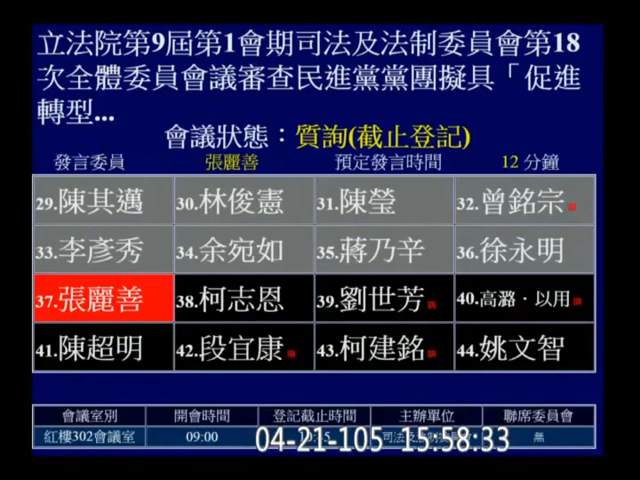 立法院第9屆第1會期司法及法制委員會第18
次全體委員會議審查民進黨黨團擬具「促進
轉型...
會議狀態：質詢(截止登記)
發言委員 張麗善 預定發言時間 12 分鐘
29.陳其邁 30.林俊憲 31.陳瑩 32.曾銘宗
33.李彥秀 34.余宛如 35.蔣乃辛 36.徐永明
37.張麗善 38.柯志恩 39.劉世芳 40.高潞．以用
41.陳超明 42.段宜康 43.柯建銘 44.姚文智
會議室別 開會時間 登記截止時間 主辦單位 聯席委員會
紅樓302會議室 09:00 司法及法制委員會 無
04-21-105 15:58:33